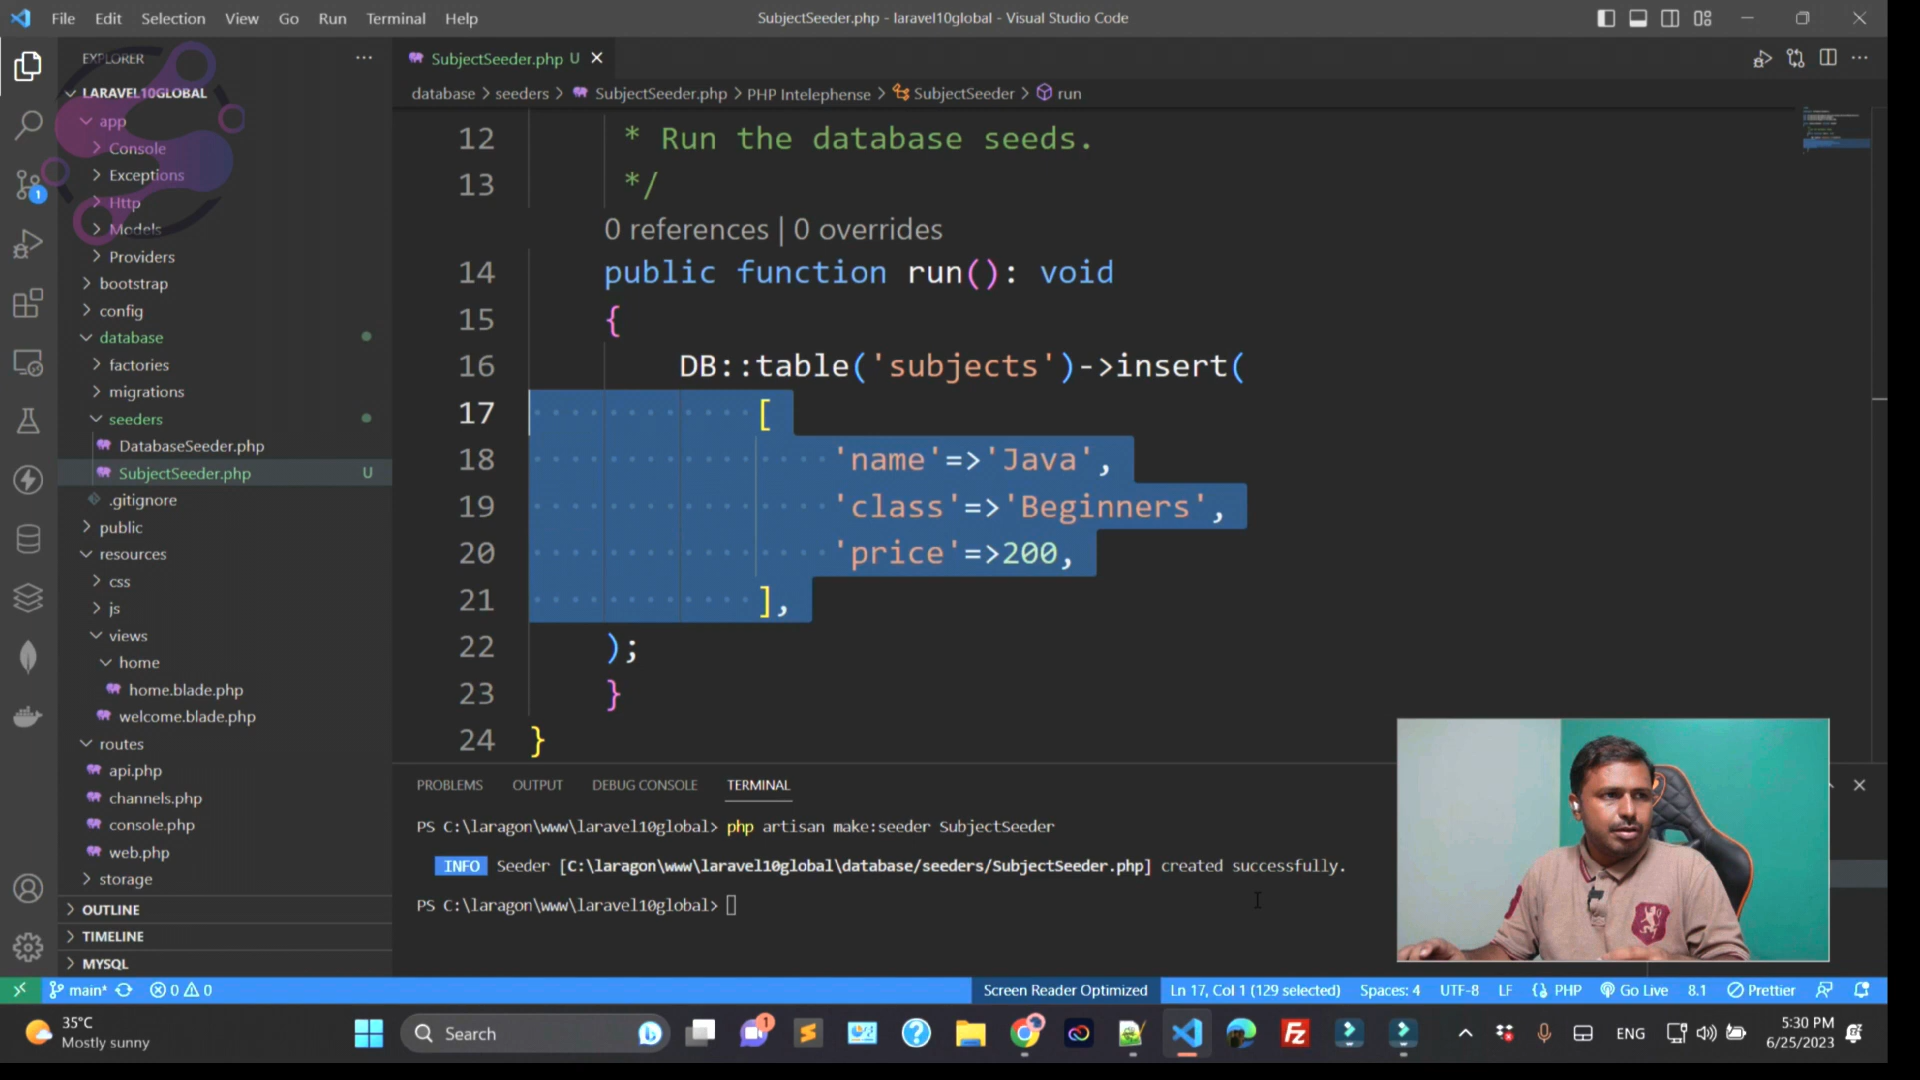 File Edit Selection View Go Run Terminal Help
SubjectSeeder.php - laravel10global - Visual Studio Code
EXPLORER
LARAVEL10GLOBAL
app
Console
Exceptions
Http
Models
Providers
bootstrap
config
database
factories
migrations
seeders
DatabaseSeeder.php
SubjectSeeder.php U
.gitignore
public
resources
css
js
views
home
home.blade.php
welcome.blade.php
routes
api.php
channels.php
console.php
web.php
storage
OUTLINE
TIMELINE
MYSQL
1
SubjectSeeder.php U
database > seeders > SubjectSeeder.php > PHP Intelephense > SubjectSeeder > run
12 * Run the database seeds.
13 */
0 references | 0 overrides
14 public function run(): void
15 {
16 DB::table('subjects')->insert(
17 [
18 'name'=>'Java',
19 'class'=>'Beginners',
20 'price'=>200,
21 ],
22 );
23 }
24 }
PROBLEMS OUTPUT DEBUG CONSOLE TERMINAL
PS C:\laragon\www\laravel10global> php artisan make:seeder SubjectSeeder
INFO Seeder [C:\laragon\www\laravel10global\database/seeders/SubjectSeeder.php] created successfully.
PS C:\laragon\www\laravel10global>
main* 0 0 Screen Reader Optimized Ln 17, Col 1 (129 selected) Spaces: 4 UTF-8 LF PHP Go Live 8.1 Prettier
35°C
Mostly sunny
Search
1
ENG
5:30 PM
6/25/2023